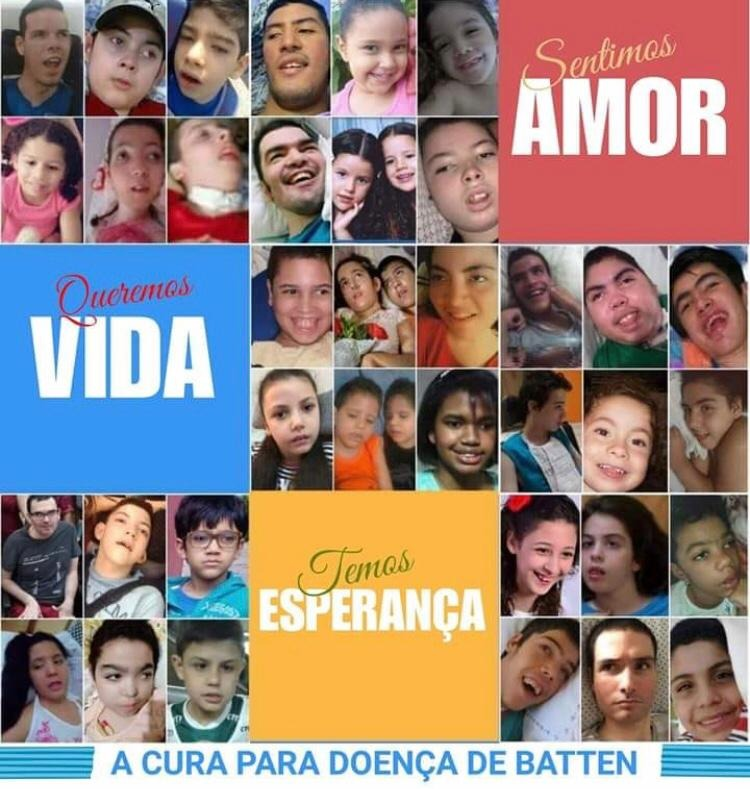 Sentimos
AMOR
Queremos
VIDA
Temos
ESPERANÇA
A CURA PARA DOENÇA DE BATTEN